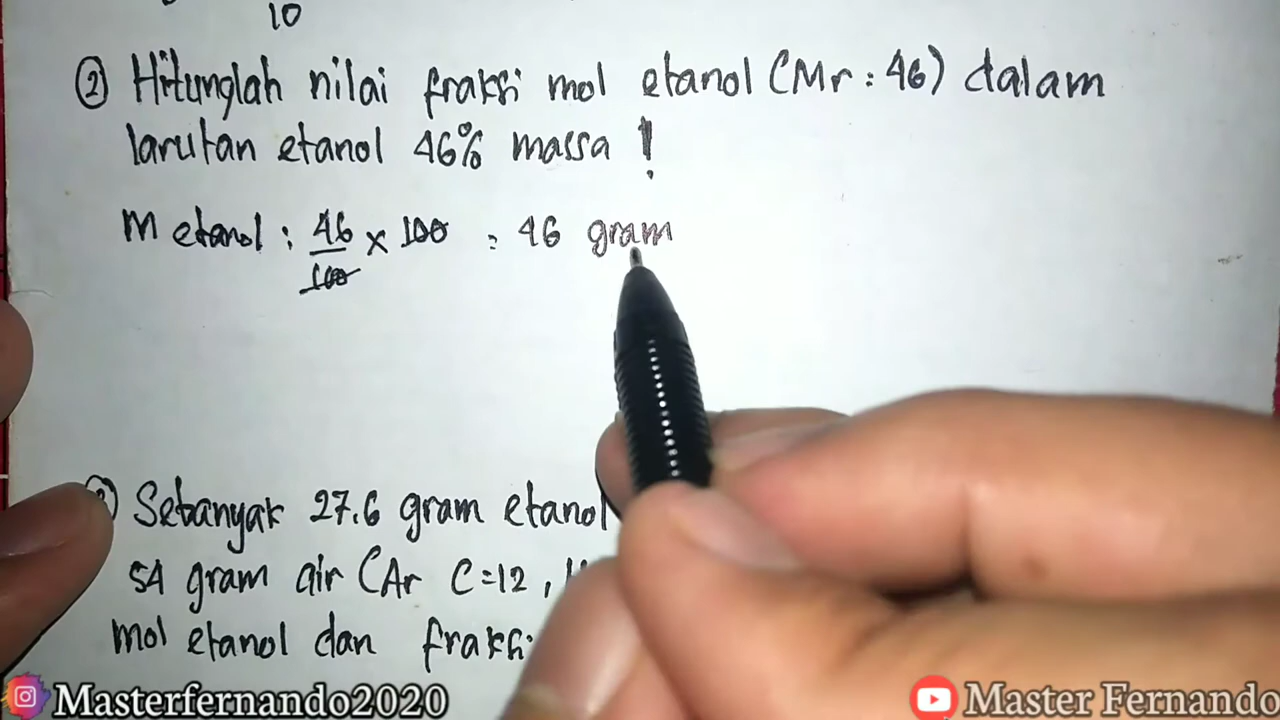 10
② Hitunglah nilai fraksi mol etanol (Mr : 46) dalam
larutan etanol 46% massa !
M etanol : 46/100 x 100 = 46 gram
Sebanyak 27.6 gram etanol
54 gram air (Ar C=12,
mol etanol dan fraksi
Masterfernando2020
Master Fernando